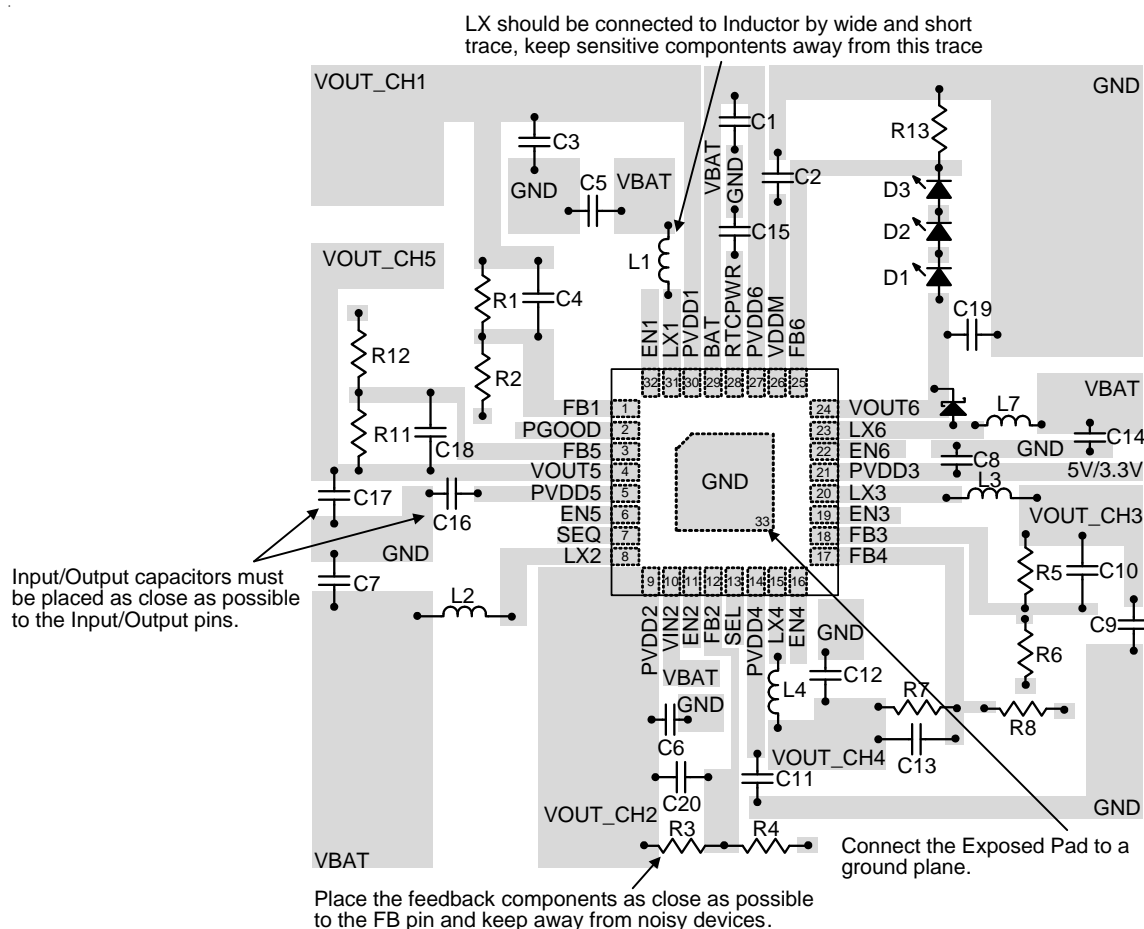 LX should be connected to Inductor by wide and short
trace, keep sensitive compontents away from this trace
VOUT_CH1
GND
C1
R13
C3
VBAT
GND
C2
C5
VBAT
GND
D3
C15
D2
VOUT_CH5
L1
D1
R1
C4
C19
EN1
LX1
PVDD1
BAT
RTCPWR
PVDD6
VDDM
FB6
R12
R2
32
31
30
29
28
27
26
25
VBAT
FB1
1
24
VOUT6
L7
PGOOD
2
23
LX6
R11
C18
C14
FB5
3
22
EN6
C8
GND
VOUT5
4
21
PVDD3
5V/3.3V
C17
GND
L3
PVDD5
5
20
LX3
C16
EN5
6
19
EN3
VOUT_CH3
SEQ
7
33
18
FB3
GND
LX2
8
17
FB4
Input/Output capacitors must
be placed as close as possible
to the Input/Output pins.
C7
L2
R5
C10
9
10
11
12
13
14
15
16
PVDD2
VIN2
EN2
FB2
SEL
PVDD4
LX4
EN4
GND
C9
R6
VBAT
L4
C12
GND
R7
R8
C6
VOUT_CH4
C13
C20
C11
VOUT_CH2
GND
R3
R4
VBAT
Connect the Exposed Pad to a
ground plane.
Place the feedback components as close as possible
to the FB pin and keep away from noisy devices.